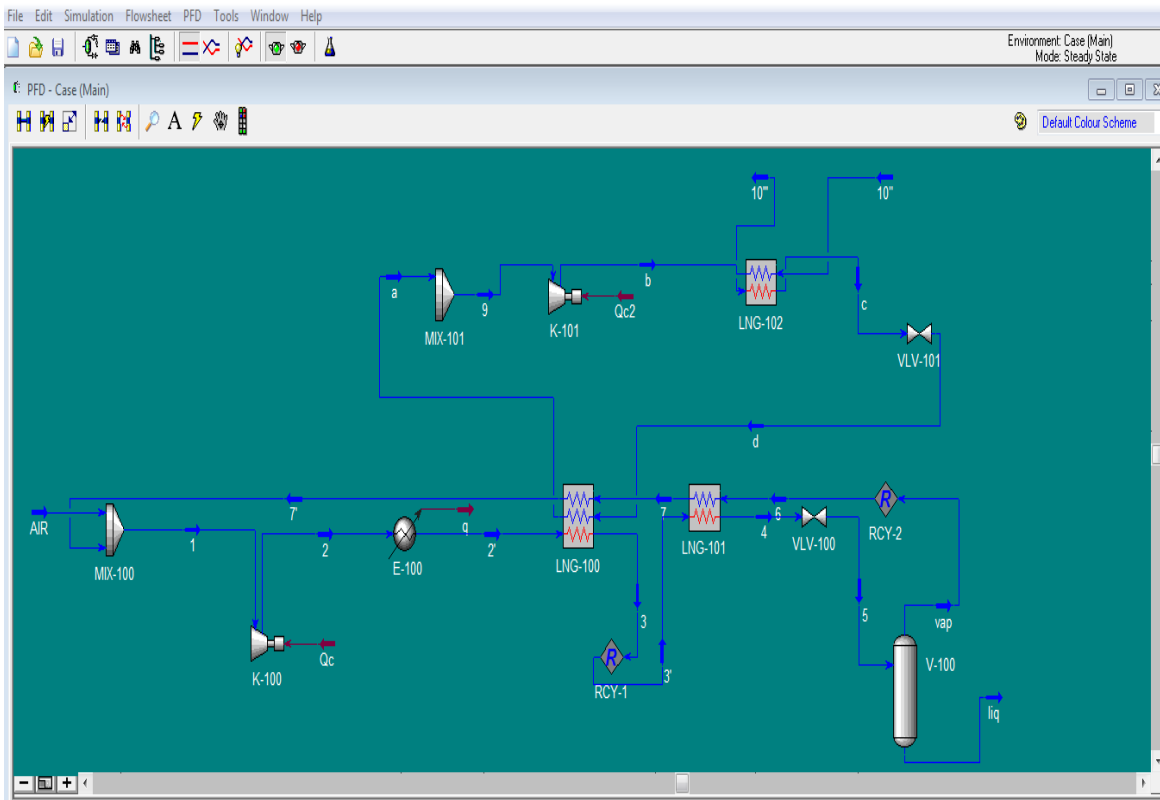 File Edit Simulation Flowsheet PFD Tools Window Help
Environment: Case (Main)
Mode: Steady State
PFD - Case (Main)
A
Default Colour Scheme
10'''
10''
a
MIX-101
9
K-101
Qc2
b
LNG-102
c
VLV-101
d
AIR
MIX-100
7'
1
2
E-100
q
2'
LNG-100
7
LNG-101
4
6
VLV-100
RCY-2
K-100
Qc
3
R
RCY-1
3'
5
R
vap
V-100
liq